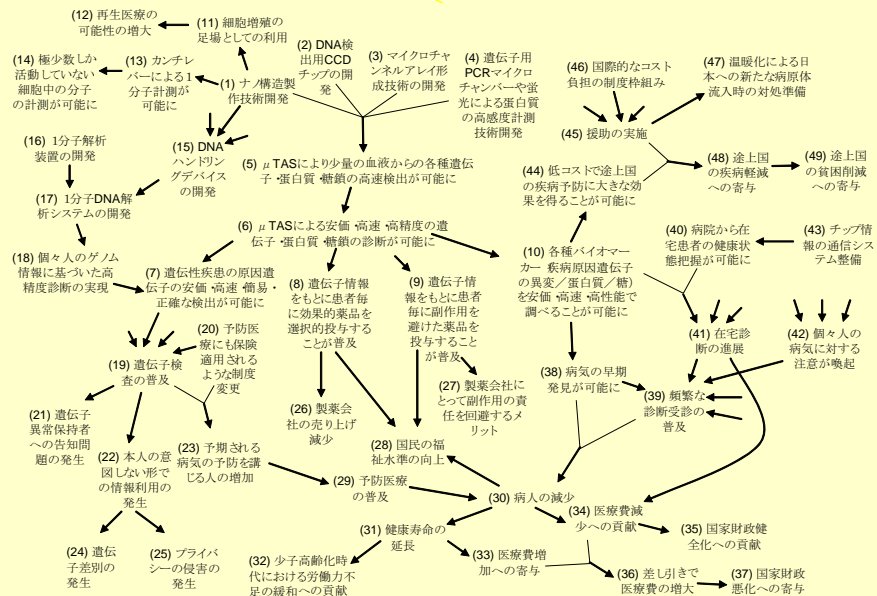 (12) 再生医療の
可能性の増大
(11) 細胞増殖の
足場としての利用
(2) DNA検
出用CCD
チップの開
発
(3) マイクロチャ
ンネルアレイ形
成技術の開発
(4) 遺伝子用
PCRマイクロ
チャンバーや蛍
光による蛋白質
の高感度計測
技術開発
(46) 国際的なコスト
負担の制度枠組み
(47) 温暖化による日
本への新たな病原体
流入時の対処準備
(14) 極少数しか
活動していない
細胞中の分子
の計測が可能に
(13) カンチレ
バーによる1
分子計測が
可能に
(1) ナノ構造製
作技術開発
(45) 援助の実施
(16) 1分子解析
装置の開発
(15) DNA
ハンドリン
グデバイス
の開発
(5) μTASにより少量の血液からの各種遺伝
子・蛋白質・糖鎖の高速検出が可能に
(44) 低コストで途上国
の疾病予防に大きな効
果を得ることが可能に
(48) 途上国
の疾病軽減
への寄与
(49) 途上国
の貧困削減
への寄与
(17) 1分子DNA解
析システムの開発
(6) μTASによる安価・高速・高精度の遺
伝子・蛋白質・糖鎖の診断が可能に
(40) 病院から在
宅患者の健康状
態把握が可能に
(43) チップ情
報の通信シス
テム整備
(18) 個々人のゲノム
情報に基づいた高
精度診断の実現
(7) 遺伝性疾患の原因遺
伝子の安価・高速・簡易・
正確な検出が可能に
(8) 遺伝子情報
をもとに患者毎
に効果的薬品を
選択的投与する
ことが普及
(9) 遺伝子情
報をもとに患者
毎に副作用を
避けた薬品を
投与すること
が普及
(10) 各種バイオマー
カー(疾病原因遺伝子
の異変/蛋白質/糖)を
安価・高速・高性能で
調べることが可能に
(20) 予防医
療にも保険
適用される
ような制度
変更
(41) 在宅診
断の進展
(42) 個々人の
病気に対する
注意が喚起
(19) 遺伝子検
査の普及
(38) 病気の早期
発見が可能に
(39) 頻繁な
診断受診の
普及
(27) 製薬会社に
とって副作用の責
任を回避するメ
リット
(26) 製薬会
社の売り上げ
減少
(21) 遺伝子
異常保持者
への告知問
題の発生
(22) 本人の意
図しない形で
の情報利用の
発生
(23) 予期される
病気の予防を講
じる人の増加
(28) 国民の福
祉水準の向上
(29) 予防医療
の普及
(30) 病人の減少
(34) 医療費減
少への貢献
(35) 国家財政健
全化への貢献
(31) 健康寿命の
延長
(24) 遺伝
子差別の
発生
(25) プライバ
シーの侵害の
発生
(32) 少子高齢化時
代における労働力不
足の緩和への貢献
(33) 医療費増
加への寄与
(36) 差し引きで
医療費の増大
(37) 国家財政
悪化への寄与